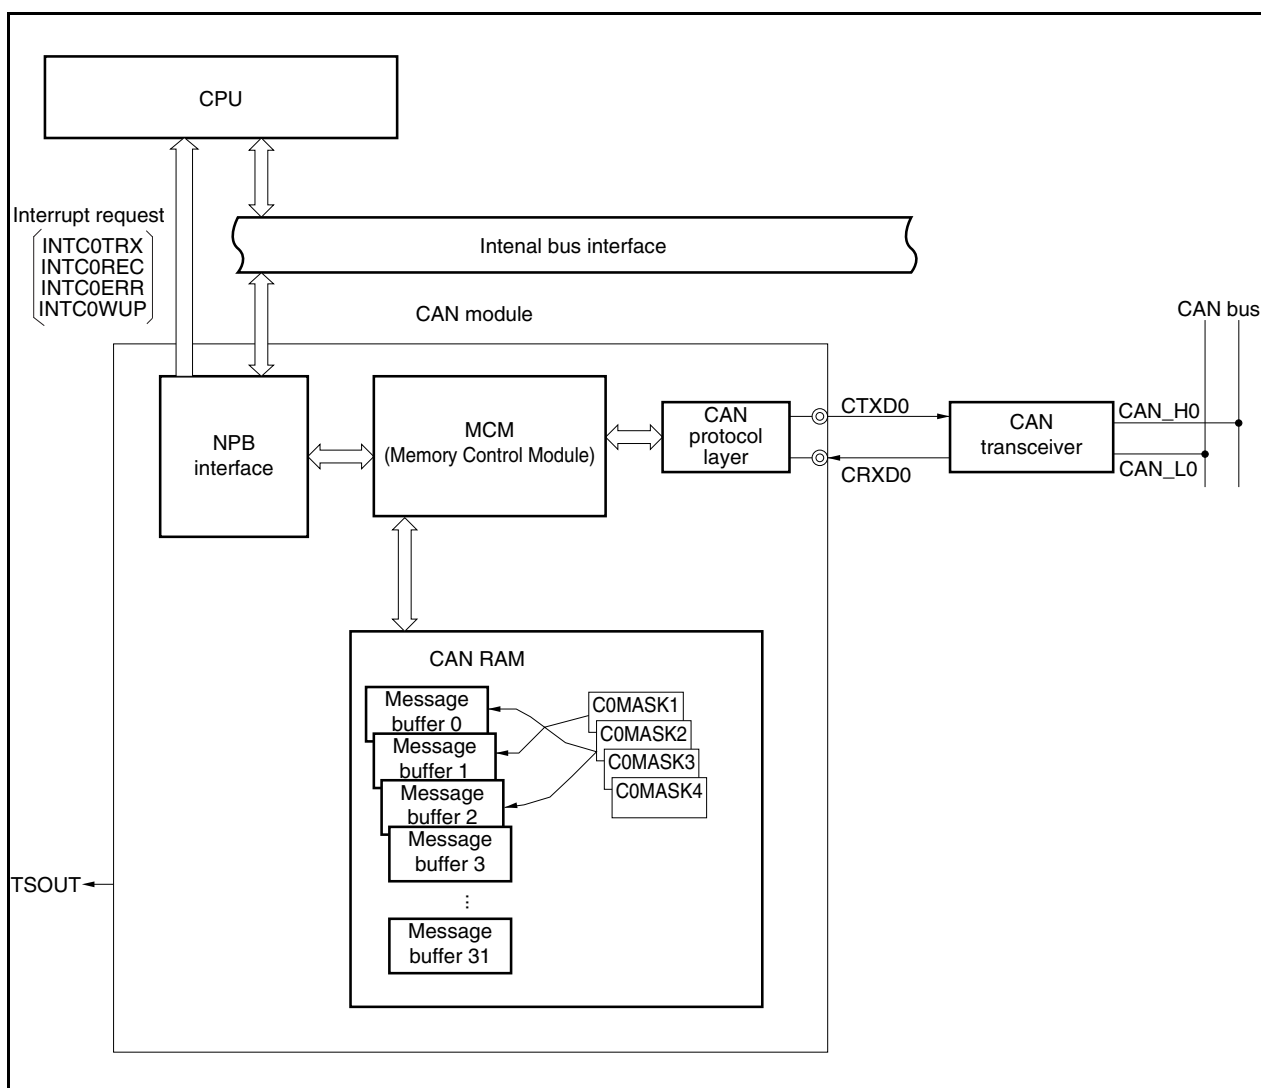 CPU
Interrupt request
INTC0TRX
INTC0REC
INTC0ERR
INTC0WUP
Intenal bus interface
CAN module
CAN bus
NPB
interface
MCM
(Memory Control Module)
CAN
protocol
layer
CTXD0
CRXD0
CAN
transceiver
CAN_H0
CAN_L0
CAN RAM
Message
buffer 0
Message
buffer 1
Message
buffer 2
Message
buffer 3
...
Message
buffer 31
C0MASK1
C0MASK2
C0MASK3
C0MASK4
TSOUT